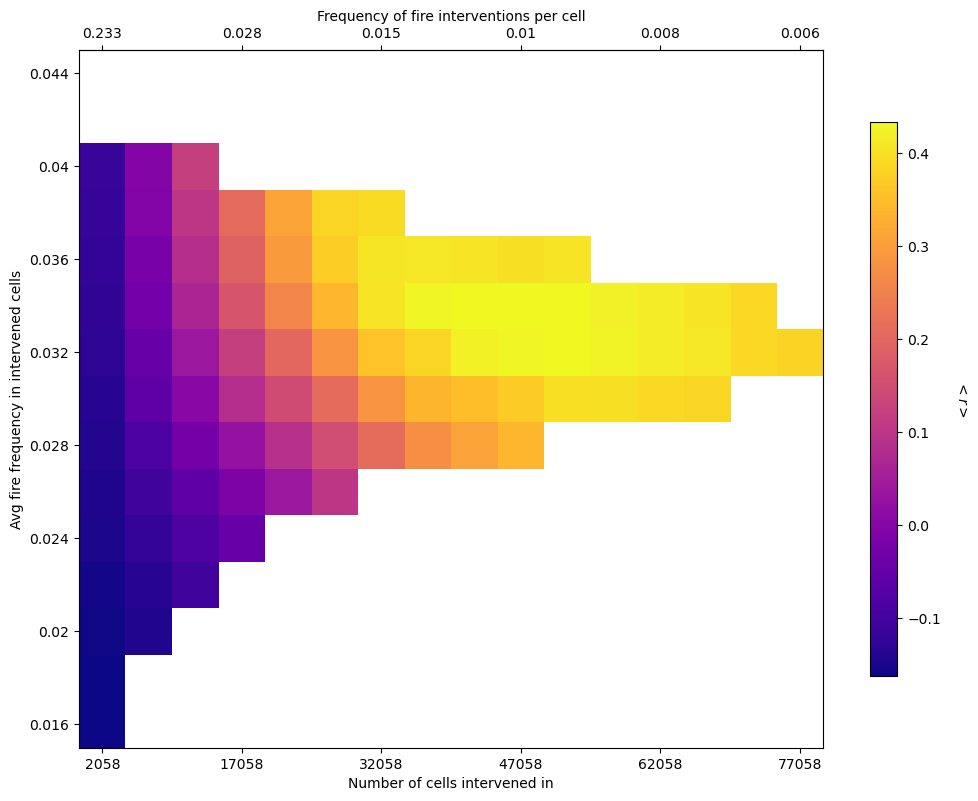 Frequency of fire interventions per cell
0.233 0.028 0.015 0.01 0.008 0.006
0.044
0.04
0.036
0.032
0.028
0.024
0.02
0.016
Avg fire frequency in intervened cells
2058 17058 32058 47058 62058 77058
Number of cells intervened in
0.4
0.3
0.2
0.1
0.0
−0.1
< r >